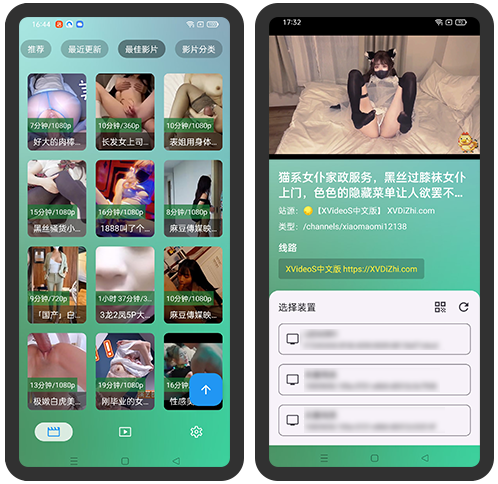 16:44
推荐
最近更新
最佳影片
影片分类
7分钟/1080p
10分钟/360p
10分钟/1080p
好大的肉棒...
长发女上司...
表姐用身体...
15分钟/1080p
16分钟/1080p
8分钟/1080p
黑丝骚货小...
1888叫了个...
麻豆傳媒映...
9分钟/720p
1小时 37分钟/3...
10分钟/1080p
「国产」白...
3龙2凤5P大...
麻豆傳媒映...
13分钟/1080p
19分钟/1080p
16分钟/1080p
极嫩白虎美...
刚毕业的女...
性感
17:32
猫系女仆家政服务，黑丝过膝袜女仆
上门，色色的隐藏菜单让人欲罢不...
站源：
【XVideoS中文版】 XVDiZhi.com
类型：/channels/xiaomaomi12138
线路
XVideoS中文版 https://XVDiZhi.com
选择装置